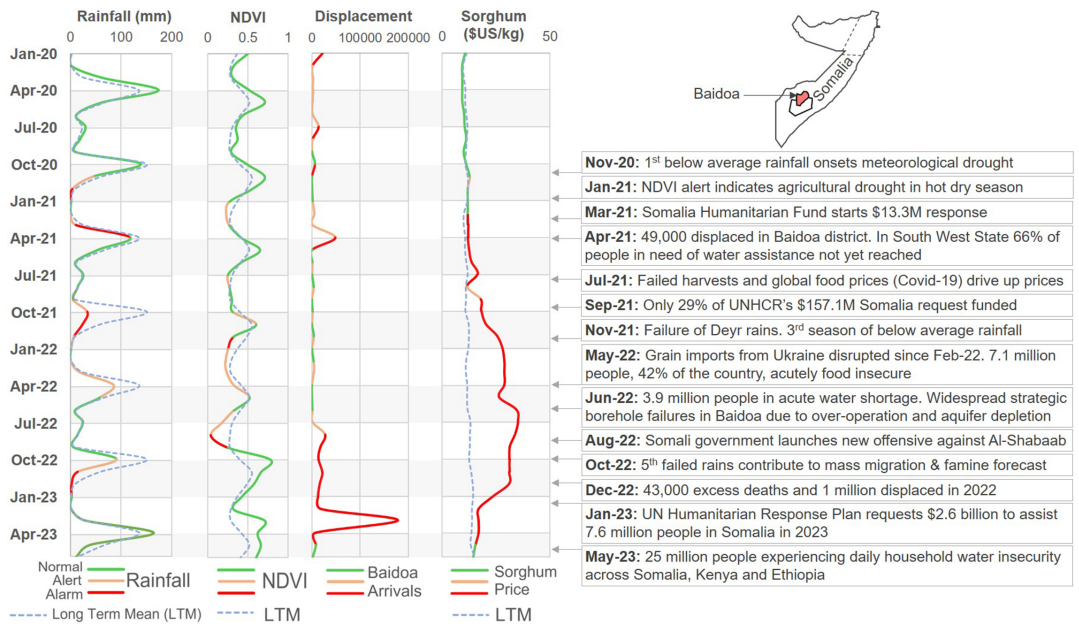 Rainfall (mm)
NDVI
Displacement
Sorghum
($US/kg)
0 100 200
0 0.5 1
0 100000 200000
0 50
Jan-20
Apr-20
Jul-20
Oct-20
Jan-21
Apr-21
Jul-21
Oct-21
Jan-22
Apr-22
Jul-22
Oct-22
Jan-23
Apr-23
Baidoa
Somalia
Nov-20: 1st below average rainfall onsets meteorological drought
Jan-21: NDVI alert indicates agricultural drought in hot dry season
Mar-21: Somalia Humanitarian Fund starts $13.3M response
Apr-21: 49,000 displaced in Baidoa district. In South West State 66% of
people in need of water assistance not yet reached
Jul-21: Failed harvests and global food prices (Covid-19) drive up prices
Sep-21: Only 29% of UNHCR's $157.1M Somalia request funded
Nov-21: Failure of Deyr rains. 3rd season of below average rainfall
May-22: Grain imports from Ukraine disrupted since Feb-22. 7.1 million
people, 42% of the country, acutely food insecure
Jun-22: 3.9 million people in acute water shortage. Widespread strategic
borehole failures in Baidoa due to over-operation and aquifer depletion
Aug-22: Somali government launches new offensive against Al-Shabaab
Oct-22: 5th failed rains contribute to mass migration & famine forecast
Dec-22: 43,000 excess deaths and 1 million displaced in 2022
Jan-23: UN Humanitarian Response Plan requests $2.6 billion to assist
7.6 million people in Somalia in 2023
May-23: 25 million people experiencing daily household water insecurity
across Somalia, Kenya and Ethiopia
Normal
Alert
Alarm
Rainfall
Long Term Mean (LTM)
NDVI
LTM
Baidoa
Arrivals
Sorghum
Price
LTM